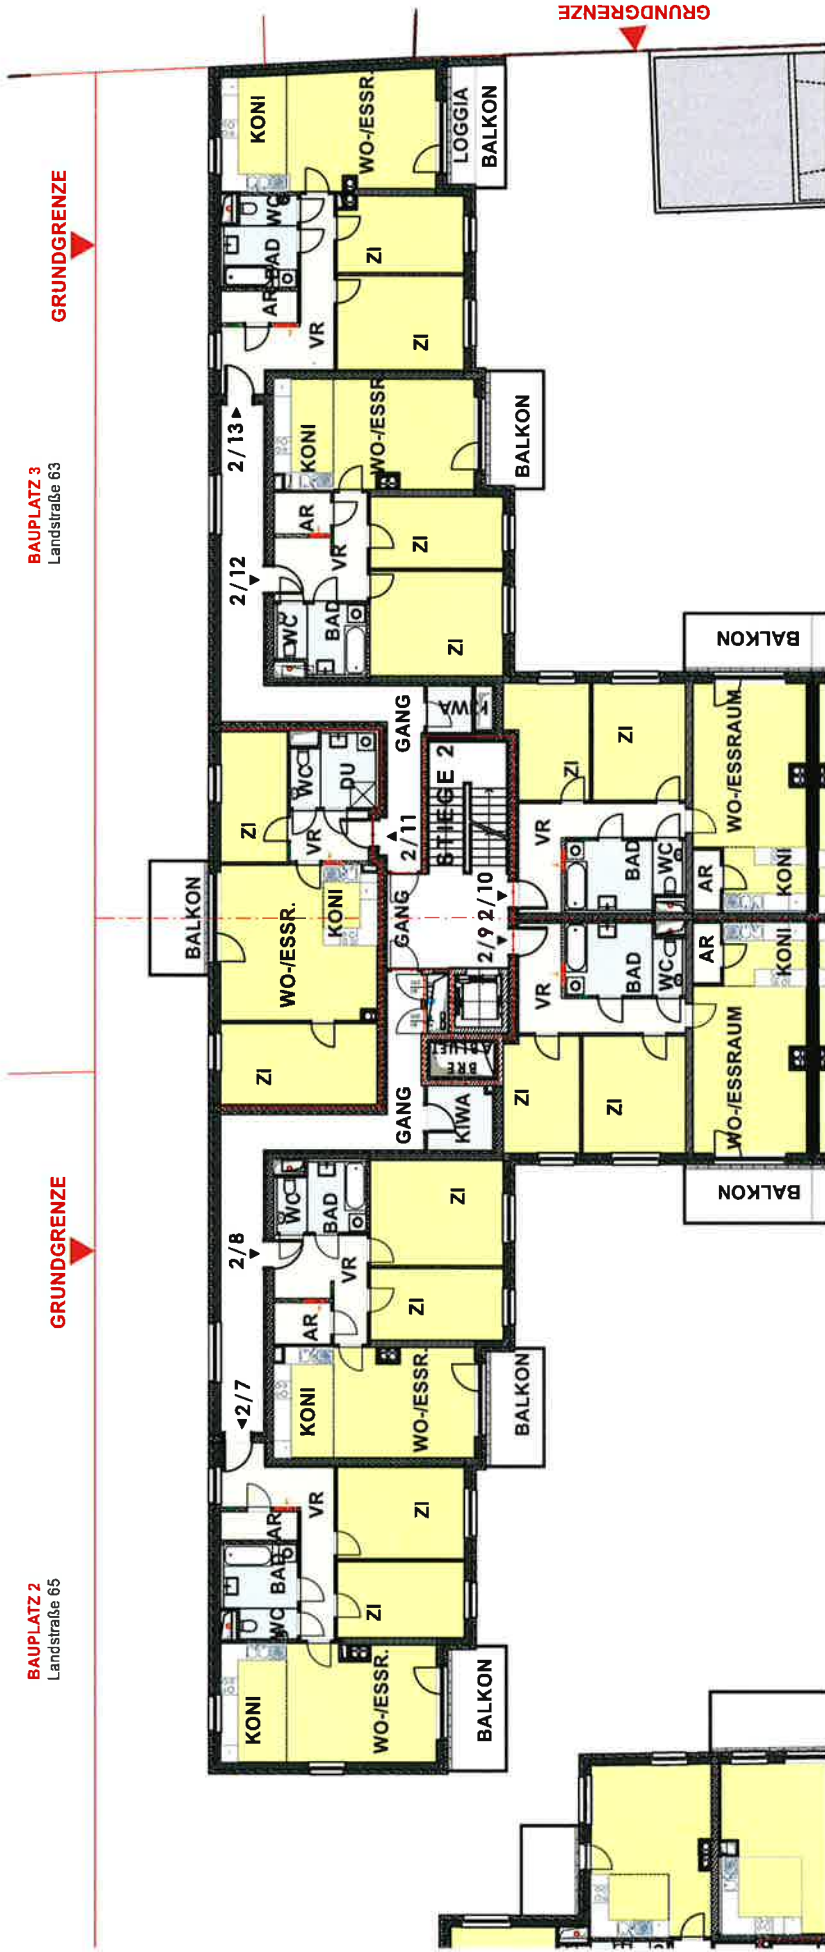 GRUNDGRENZE
GRUNDGRENZE
BAUPLATZ 3
Landstraße 63
KONI
WO-/ESSR.
LOGGIA
BALKON
WC
BAD
AR
VR
ZI
ZI
2/13
KONI
WO-/ESSR
BALKON
AR
VR
ZI
2/12
WC
BAD
ZI
BALKON
GANG
KIWA
ZI
WC
DU
VR
2/11
STIEGE 2
ZI
ZI
WO-/ESSRAUM
VR
BAD
WC
AR
KONI
BALKON
WO-/ESSR.
KONI
GANG
2/9
2/10
VR
BAD
WC
AR
KONI
WO-/ESSRAUM
ZI
GANG
BRE
KIWA
ZI
ZI
BALKON
GRUNDGRENZE
2/8
WC
BAD
VR
ZI
ZI
AR
2/7
KONI
WO-/ESSR.
BALKON
VR
AR
ZI
BAD
WC
ZI
BAUPLATZ 2
Landstraße 65
KONI
WO-/ESSR.
BALKON